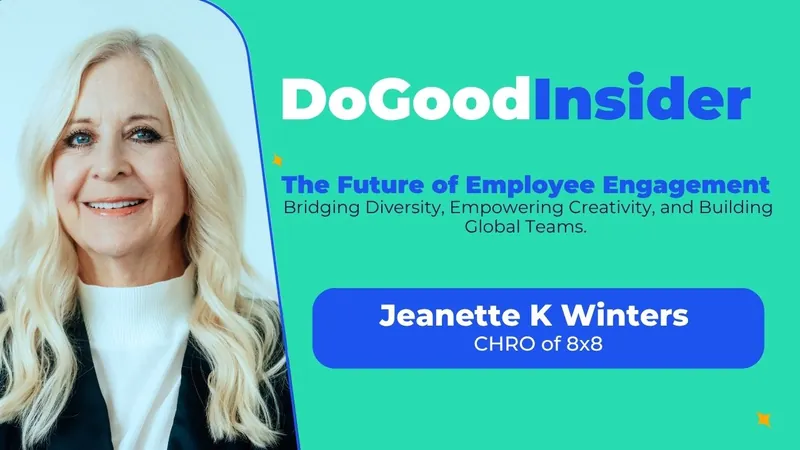 DoGoodInsider
The Future of Employee Engagement
Bridging Diversity, Empowering Creativity, and Building
Global Teams.
Jeanette K Winters
CHRO of 8x8